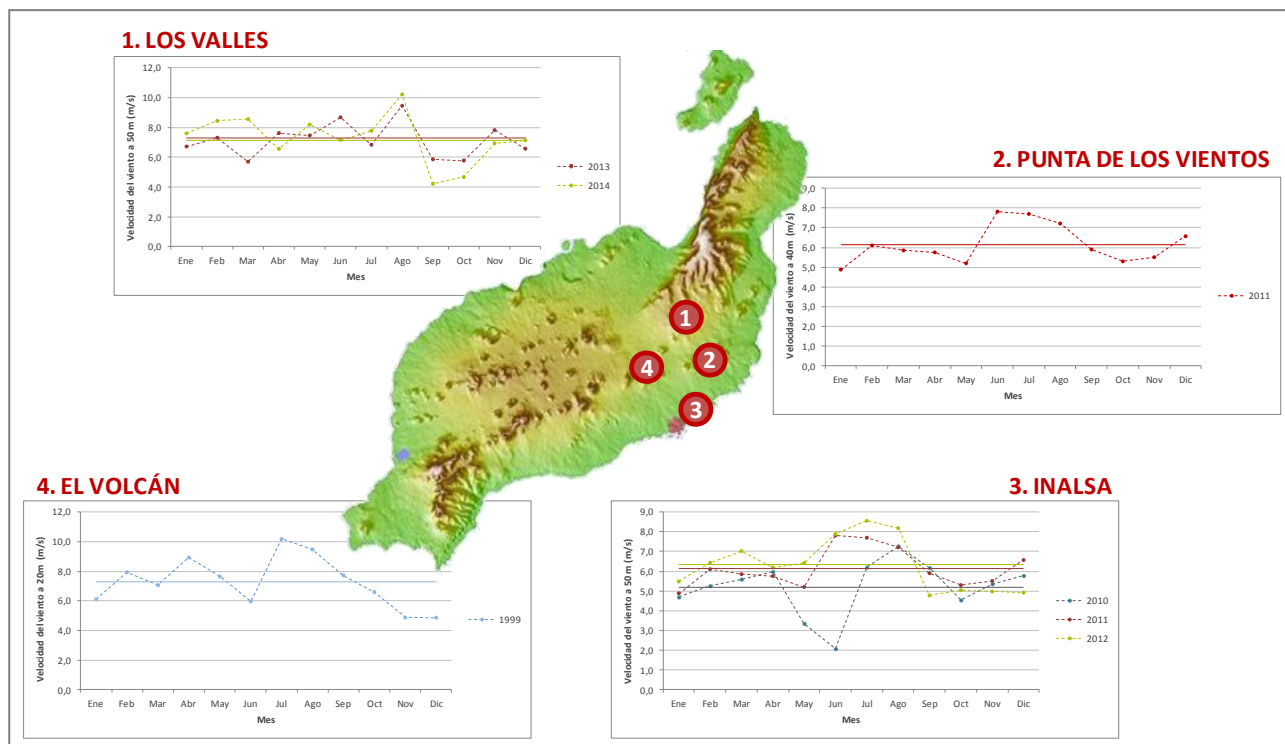 1. LOS VALLES
Velocidad del viento a 50 m (m/s)
12,0
10,0
8,0
6,0
4,0
2,0
0,0
Ene Feb Mar Abr May Jun Jul Ago Sep Oct Nov Dic
Mes
2013
2014
2. PUNTA DE LOS VIENTOS
Velocidad del viento a 40m (m/s)
9,0
8,0
7,0
6,0
5,0
4,0
3,0
2,0
1,0
0,0
Ene Feb Mar Abr May Jun Jul Ago Sep Oct Nov Dic
Mes
2011
1
2
4
3
4. EL VOLCÁN
Velocidad del viento a 20m (m/s)
12,0
10,0
8,0
6,0
4,0
2,0
0,0
Ene Feb Mar Abr May Jun Jul Ago Sep Oct Nov Dic
Mes
1999
3. INALSA
Velocidad del viento a 50m (m/s)
9,0
8,0
7,0
6,0
5,0
4,0
3,0
2,0
1,0
0,0
Ene Feb Mar Abr May Jun Jul Ago Sep Oct Nov Dic
Mes
2010
2011
2012